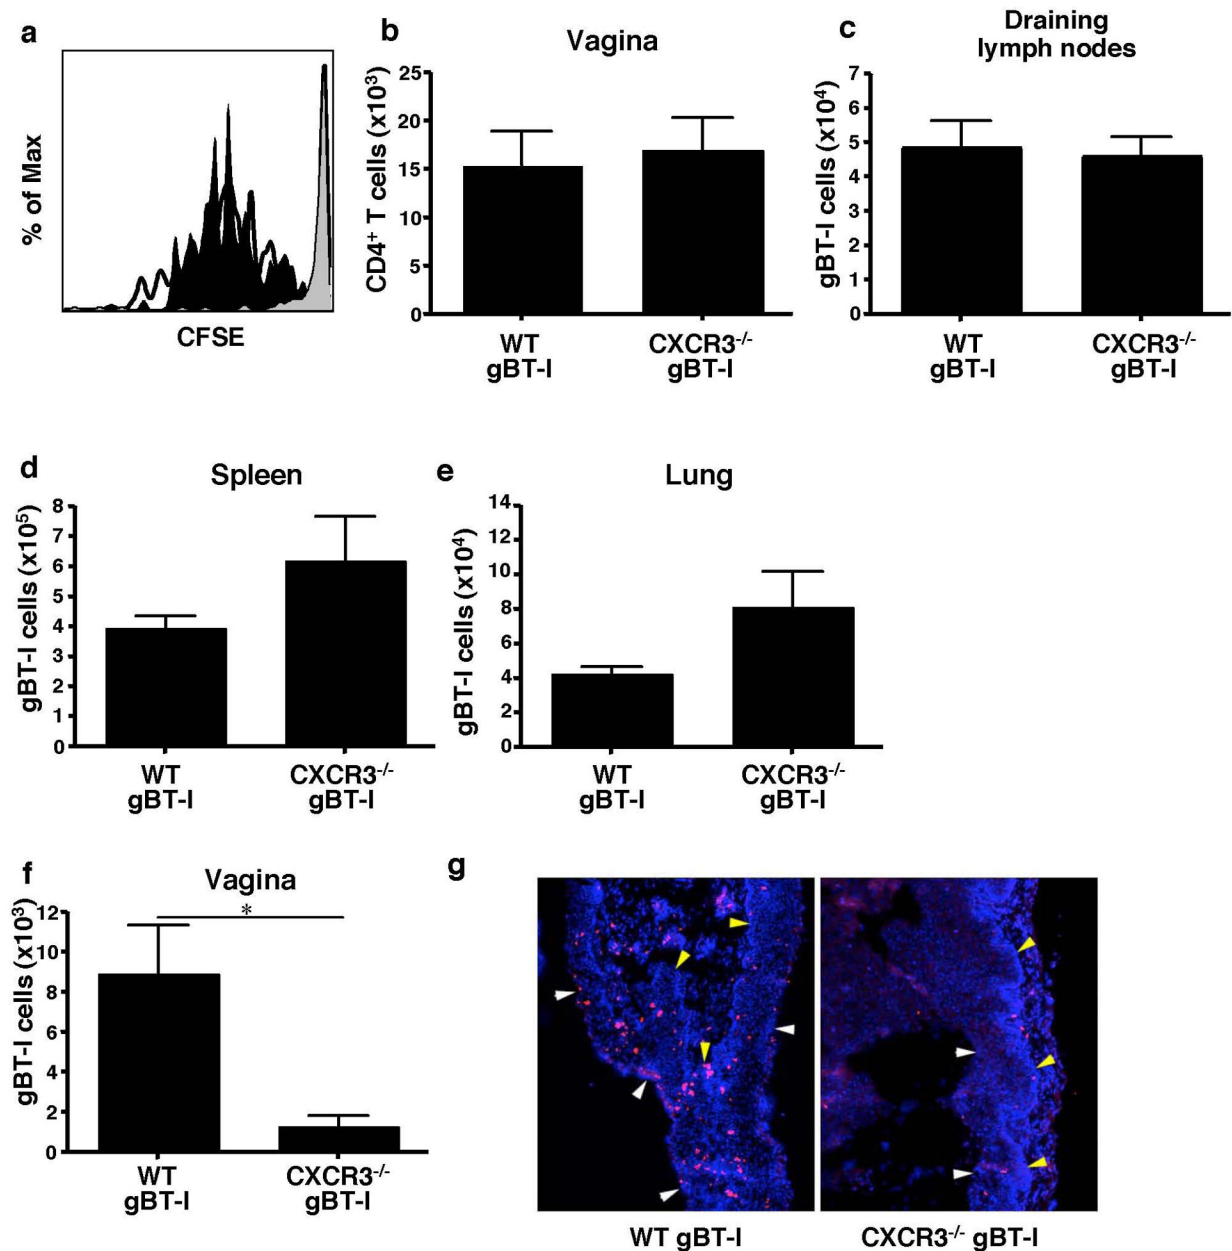 a
% of Max
CFSE
b
Vagina
CD4⁺ T cells (x10³)
25
20
15
10
5
0
WT
gBT-I
CXCR3⁻/⁻
gBT-I
c
Draining
lymph nodes
gBT-I cells (x10⁴)
7
6
5
4
3
2
1
0
WT
gBT-I
CXCR3⁻/⁻
gBT-I
d
Spleen
gBT-I cells (x10⁵)
8
7
6
5
4
3
2
1
0
WT
gBT-I
CXCR3⁻/⁻
gBT-I
e
Lung
gBT-I cells (x10⁴)
14
12
10
8
6
4
2
0
WT
gBT-I
CXCR3⁻/⁻
gBT-I
f
Vagina
gBT-I cells (x10³)
12
10
8
6
4
2
0
*
WT
gBT-I
CXCR3⁻/⁻
gBT-I
g
WT gBT-I
CXCR3⁻/⁻ gBT-I